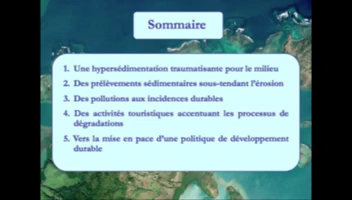 Sommaire
1. Une hypersédimentation traumatisante pour le milieu
2. Des prélèvements sédimentaires sous-tendant l'érosion
3. Des pollutions aux incidences durables
4. Des activités touristiques accentuant les processus de
dégradations
5. Vers la mise en pace d'une politique de développement
durable